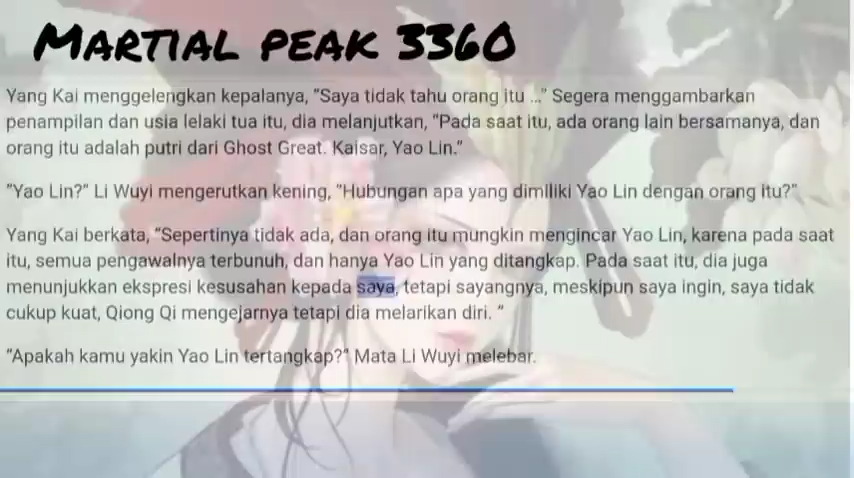 MARTIAL PEAK 3360
Yang Kai menggelengkan kepalanya, “Saya tidak tahu orang itu ...” Segera menggambarkan
penampilan dan usia lelaki tua itu, dia melanjutkan, “Pada saat itu, ada orang lain bersamanya, dan
orang itu adalah putri dari Ghost Great. Kaisar, Yao Lin.”
“Yao Lin?” Li Wuyi mengerutkan kening, “Hubungan apa yang dimiliki Yao Lin dengan orang itu?”
Yang Kai berkata, “Sepertinya tidak ada, dan orang itu mungkin mengincar Yao Lin, karena pada saat
itu, semua pengawalnya terbunuh, dan hanya Yao Lin yang ditangkap. Pada saat itu, dia juga
menunjukkan ekspresi kesusahan kepada saya, tetapi sayangnya, meskipun saya ingin, saya tidak
cukup kuat, Qiong Qi mengejarnya tetapi dia melarikan diri. “
“Apakah kamu yakin Yao Lin tertangkap?” Mata Li Wuyi melebar.